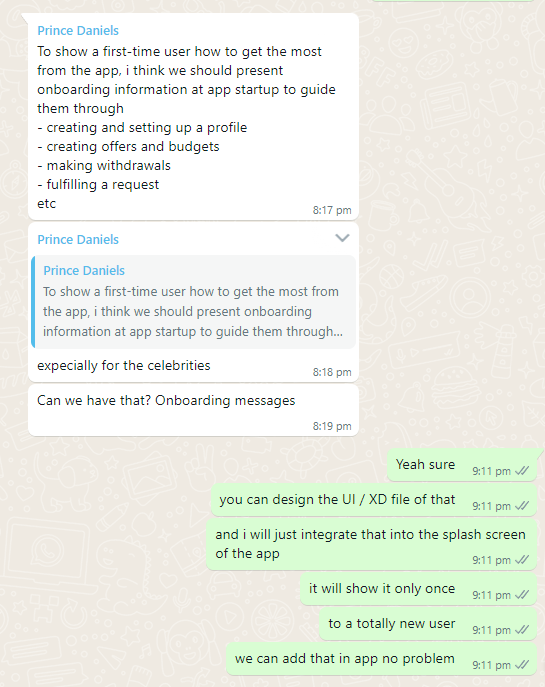 Prince Daniels
To show a first-time user how to get the most
from the app, i think we should present
onboarding information at app startup to guide
them through
- creating and setting up a profile
- creating offers and budgets
- making withdrawals
- fulfilling a request
etc
8:17 pm
Prince Daniels
Prince Daniels
To show a first-time user how to get the most from
the app, i think we should present onboarding
information at app startup to guide them through...
expecially for the celebrities
8:18 pm
Can we have that? Onboarding messages
8:19 pm
Yeah sure
9:11 pm
you can design the UI / XD file of that
9:11 pm
and i will just integrate that into the splash screen
of the app
9:11 pm
it will show it only once
9:11 pm
to a totally new user
9:11 pm
we can add that in app no problem
9:11 pm